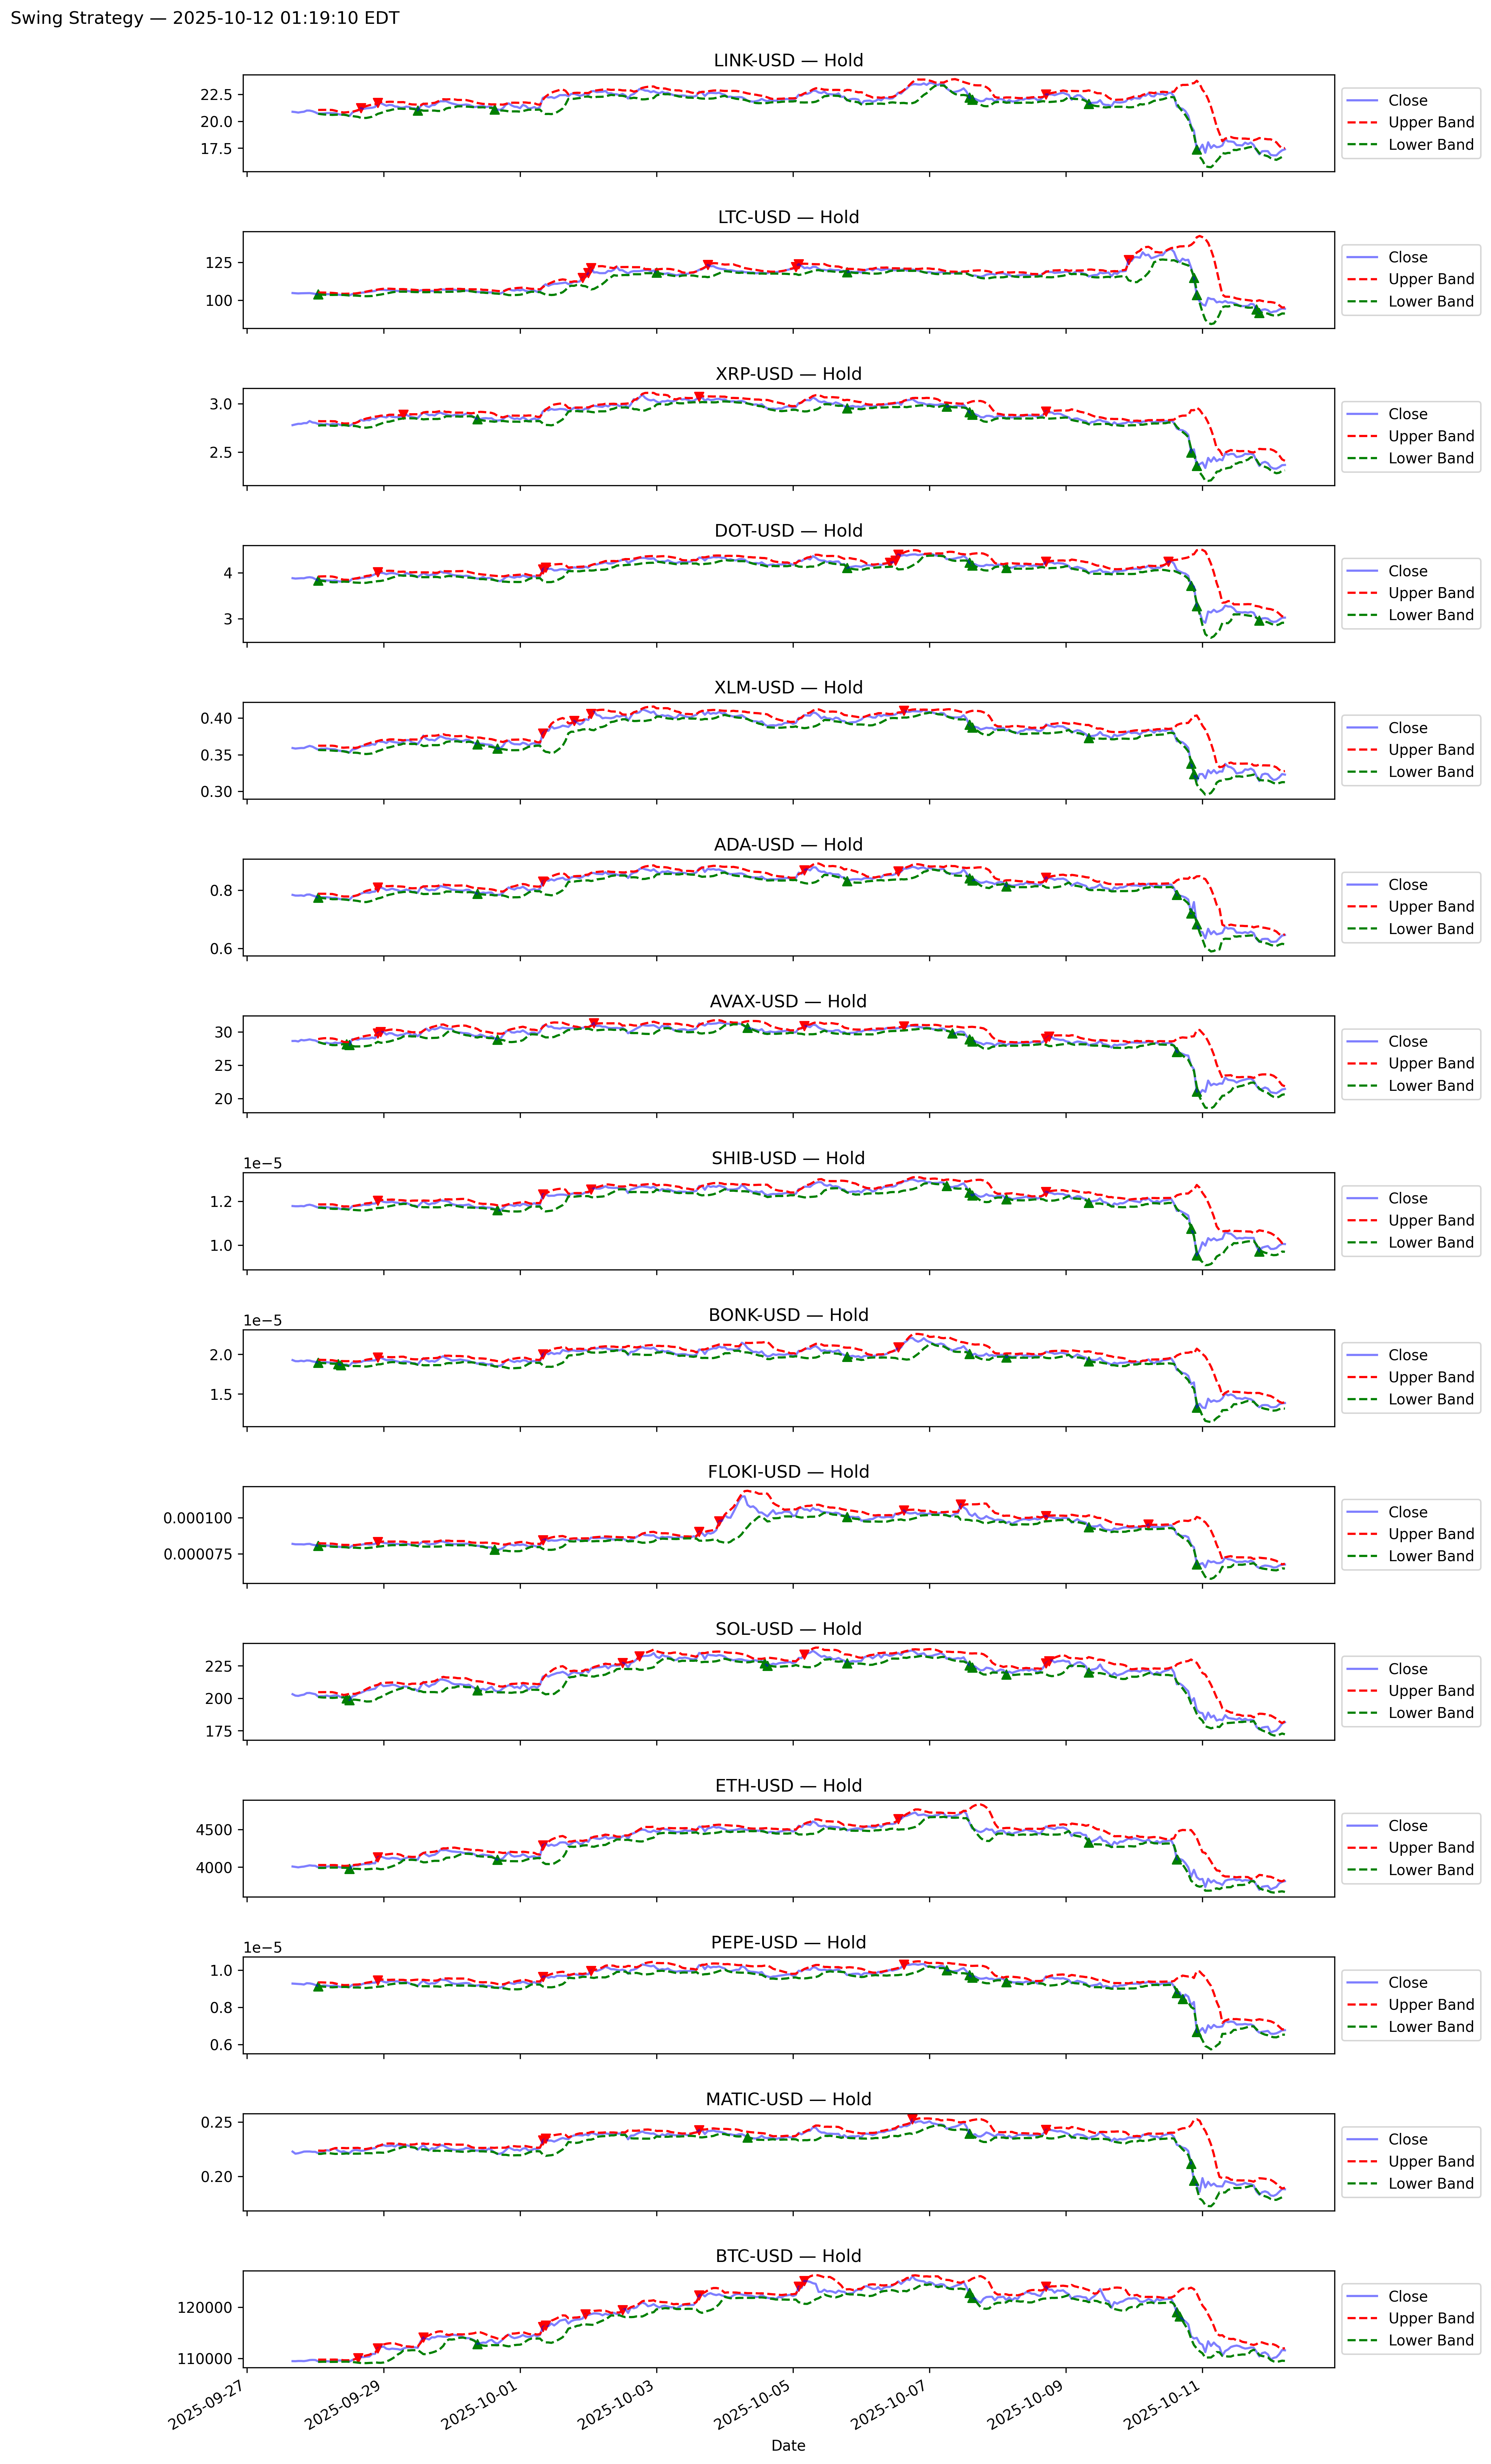 Swing Strategy — 2025-10-12 01:19:10 EDT
LINK-USD — Hold
22.5
20.0
17.5
Close
Upper Band
Lower Band
LTC-USD — Hold
125
100
Close
Upper Band
Lower Band
XRP-USD — Hold
3.0
2.5
Close
Upper Band
Lower Band
DOT-USD — Hold
4
3
Close
Upper Band
Lower Band
XLM-USD — Hold
0.40
0.35
0.30
Close
Upper Band
Lower Band
ADA-USD — Hold
0.8
0.6
Close
Upper Band
Lower Band
AVAX-USD — Hold
30
25
20
Close
Upper Band
Lower Band
SHIB-USD — Hold
1e−5
1.2
1.0
Close
Upper Band
Lower Band
BONK-USD — Hold
1e−5
2.0
1.5
Close
Upper Band
Lower Band
FLOKI-USD — Hold
0.000100
0.000075
Close
Upper Band
Lower Band
SOL-USD — Hold
225
200
175
Close
Upper Band
Lower Band
ETH-USD — Hold
4500
4000
Close
Upper Band
Lower Band
PEPE-USD — Hold
1e−5
1.0
0.8
0.6
Close
Upper Band
Lower Band
MATIC-USD — Hold
0.25
0.20
Close
Upper Band
Lower Band
BTC-USD — Hold
120000
110000
Close
Upper Band
Lower Band
2025-09-27
2025-09-29
2025-10-01
2025-10-03
2025-10-05
2025-10-07
2025-10-09
2025-10-11
Date